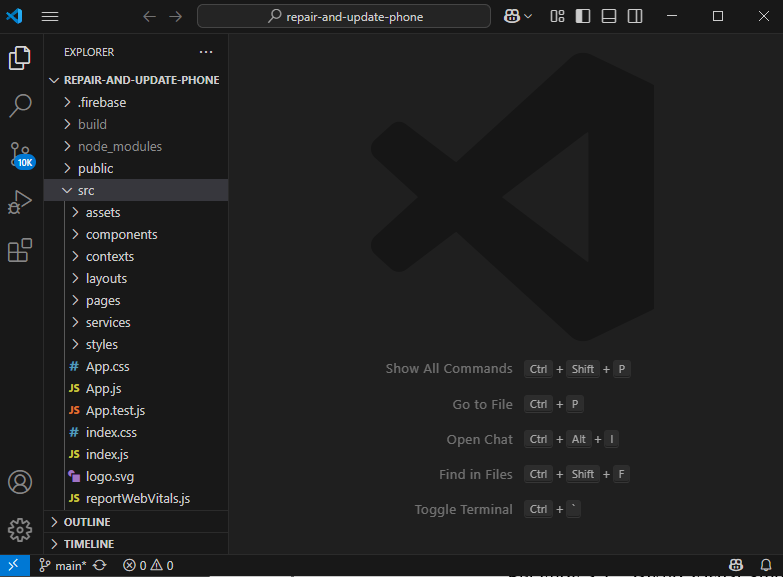 repair-and-update-phone
EXPLORER
REPAIR-AND-UPDATE-PHONE
.firebase
build
node_modules
public
src
assets
components
contexts
layouts
pages
services
styles
# App.css
JS App.js
JS App.test.js
# index.css
JS index.js
logo.svg
JS reportWebVitals.js
OUTLINE
TIMELINE
10K
Show All Commands Ctrl + Shift + P
Go to File Ctrl + P
Open Chat Ctrl + Alt + I
Find in Files Ctrl + Shift + F
Toggle Terminal Ctrl + `
main* 0 0